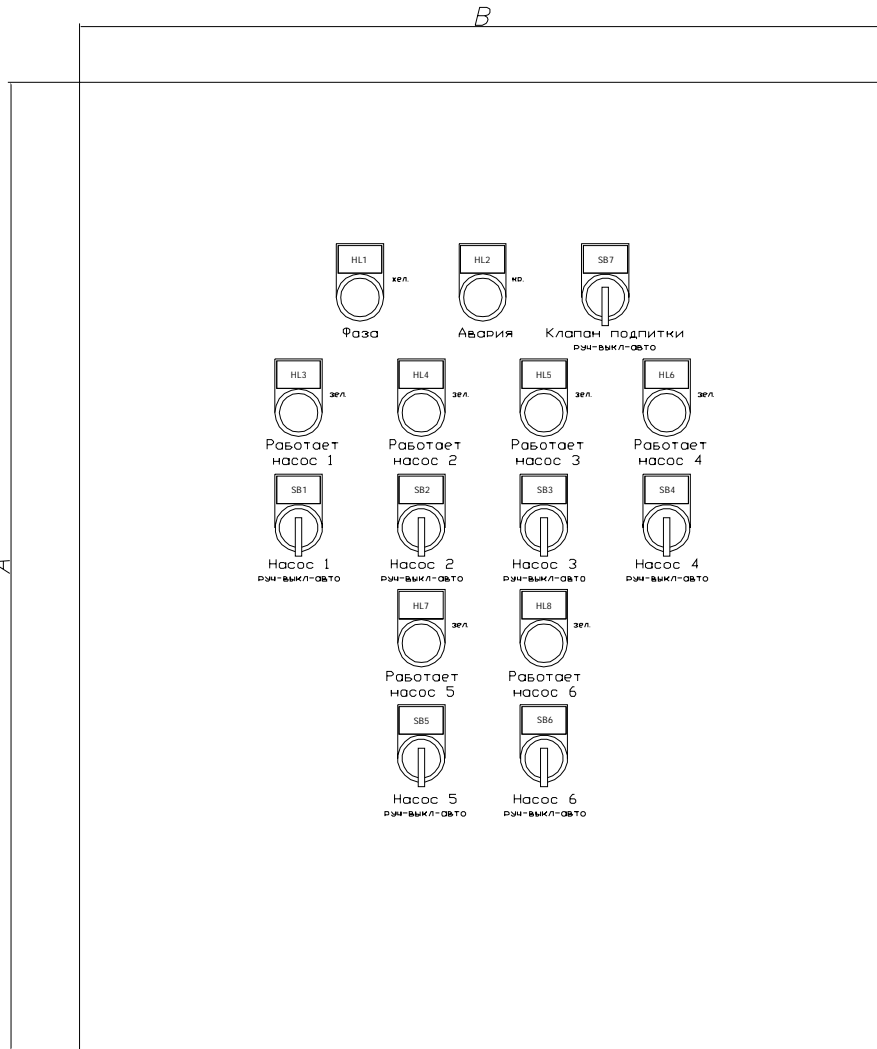 B
HL1 HL2 SB7
жел. кр.
Фаза Авария Клапан подпитки
руч-выкл-авто
HL3 HL4 HL5 HL6
зел. зел. зел. зел.
Работает Работает Работает Работает
насос 1 насос 2 насос 3 насос 4
SB1 SB2 SB3 SB4
Насос 1 Насос 2 Насос 3 Насос 4
руч-выкл-авто руч-выкл-авто руч-выкл-авто руч-выкл-авто
A
HL7 HL8
зел. зел.
Работает Работает
насос 5 насос 6
SB5 SB6
Насос 5 Насос 6
руч-выкл-авто руч-выкл-авто